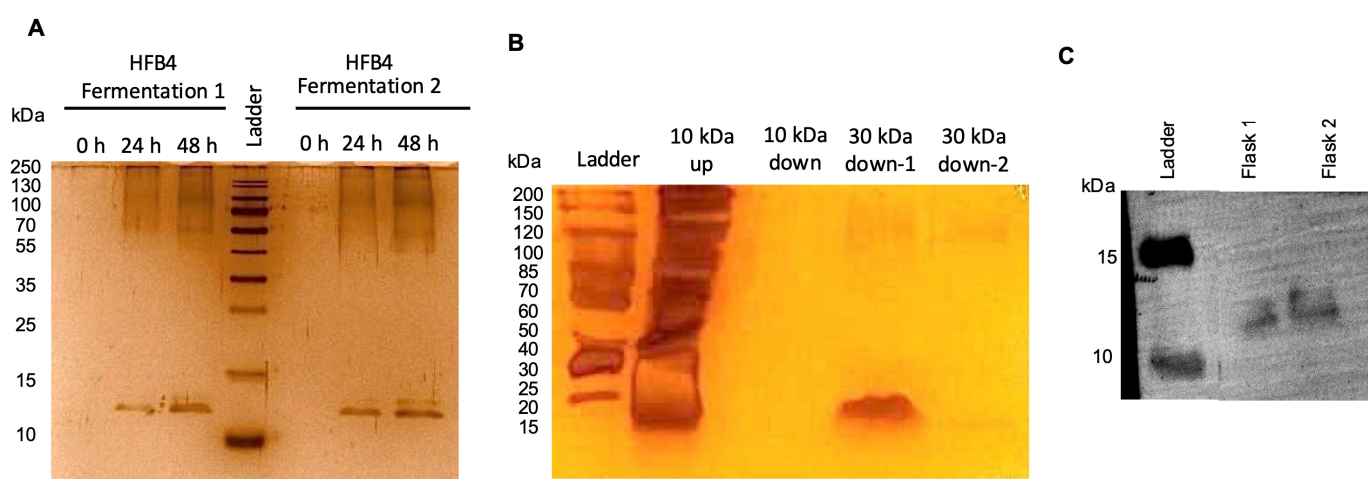 A
HFB4
Fermentation 1
Ladder
HFB4
Fermentation 2
kDa
0 h 24 h 48 h
0 h 24 h 48 h
250
130
100
70
55
35
25
15
10
B
kDa
Ladder
10 kDa
up
10 kDa
down
30 kDa
down-1
30 kDa
down-2
200
150
120
100
85
70
60
50
40
30
25
20
15
C
kDa
Ladder
Flask 1
Flask 2
15
10